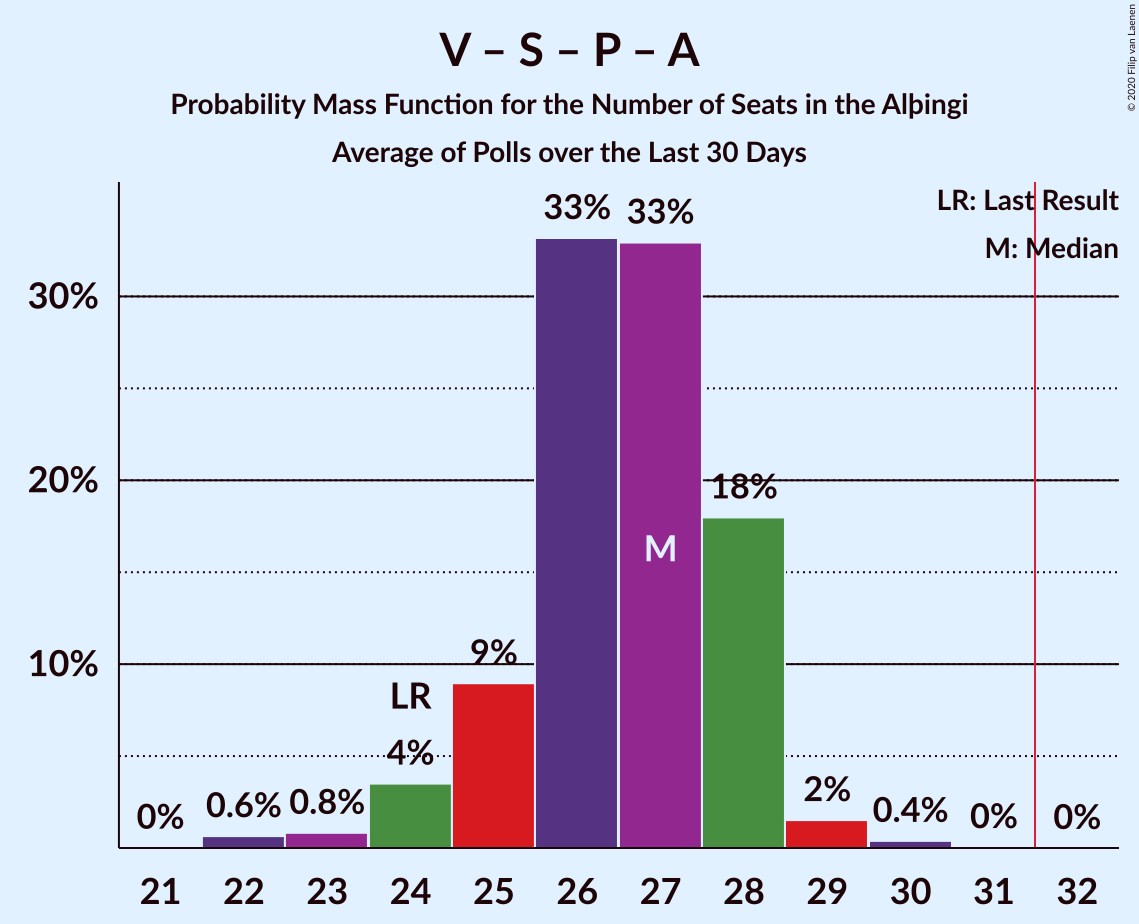 V – S – P – A
Probability Mass Function for the Number of Seats in the Alþingi
Average of Polls over the Last 30 Days
© 2020 Filip van Laenen
LR: Last Result
M: Median
33% 33%
30%
20%
18%
M
10%
9%
LR
4%
0% 0.6% 0.8% 2% 0.4% 0% 0%
21 22 23 24 25 26 27 28 29 30 31 32